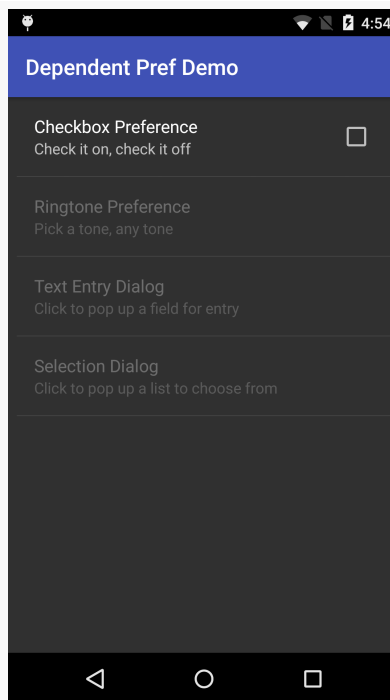 4:54
Dependent Pref Demo
Checkbox Preference
Check it on, check it off
Ringtone Preference
Pick a tone, any tone
Text Entry Dialog
Click to pop up a field for entry
Selection Dialog
Click to pop up a list to choose from